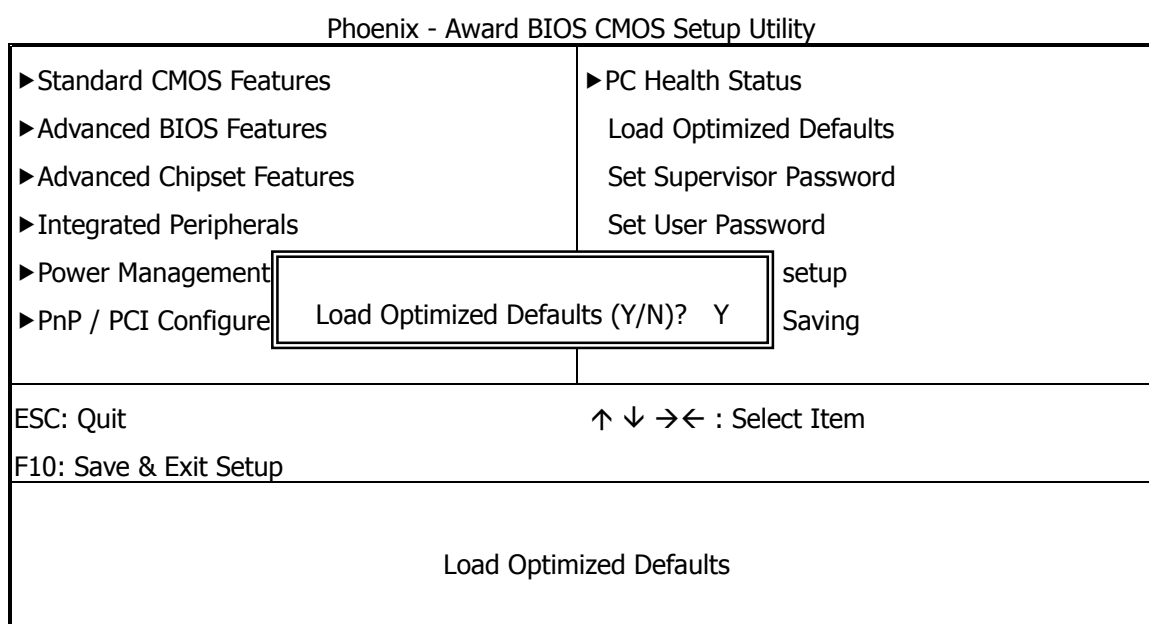 Phoenix - Award BIOS CMOS Setup Utility
►Standard CMOS Features
►Advanced BIOS Features
►Advanced Chipset Features
►Integrated Peripherals
►Power Management
►PnP / PCI Configure
►PC Health Status
Load Optimized Defaults
Set Supervisor Password
Set User Password
setup
Saving
Load Optimized Defaults (Y/N)? Y
ESC: Quit
↑ ↓ →← : Select Item
F10: Save & Exit Setup
Load Optimized Defaults